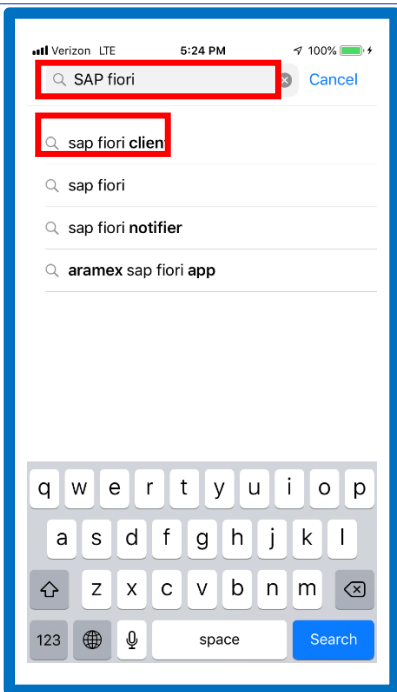 Verizon LTE 5:24 PM 100%
SAP fiori Cancel
sap fiori client
sap fiori
sap fiori notifier
aramex sap fiori app
q w e r t y u i o p
a s d f g h j k l
z x c v b n m
123 space Search